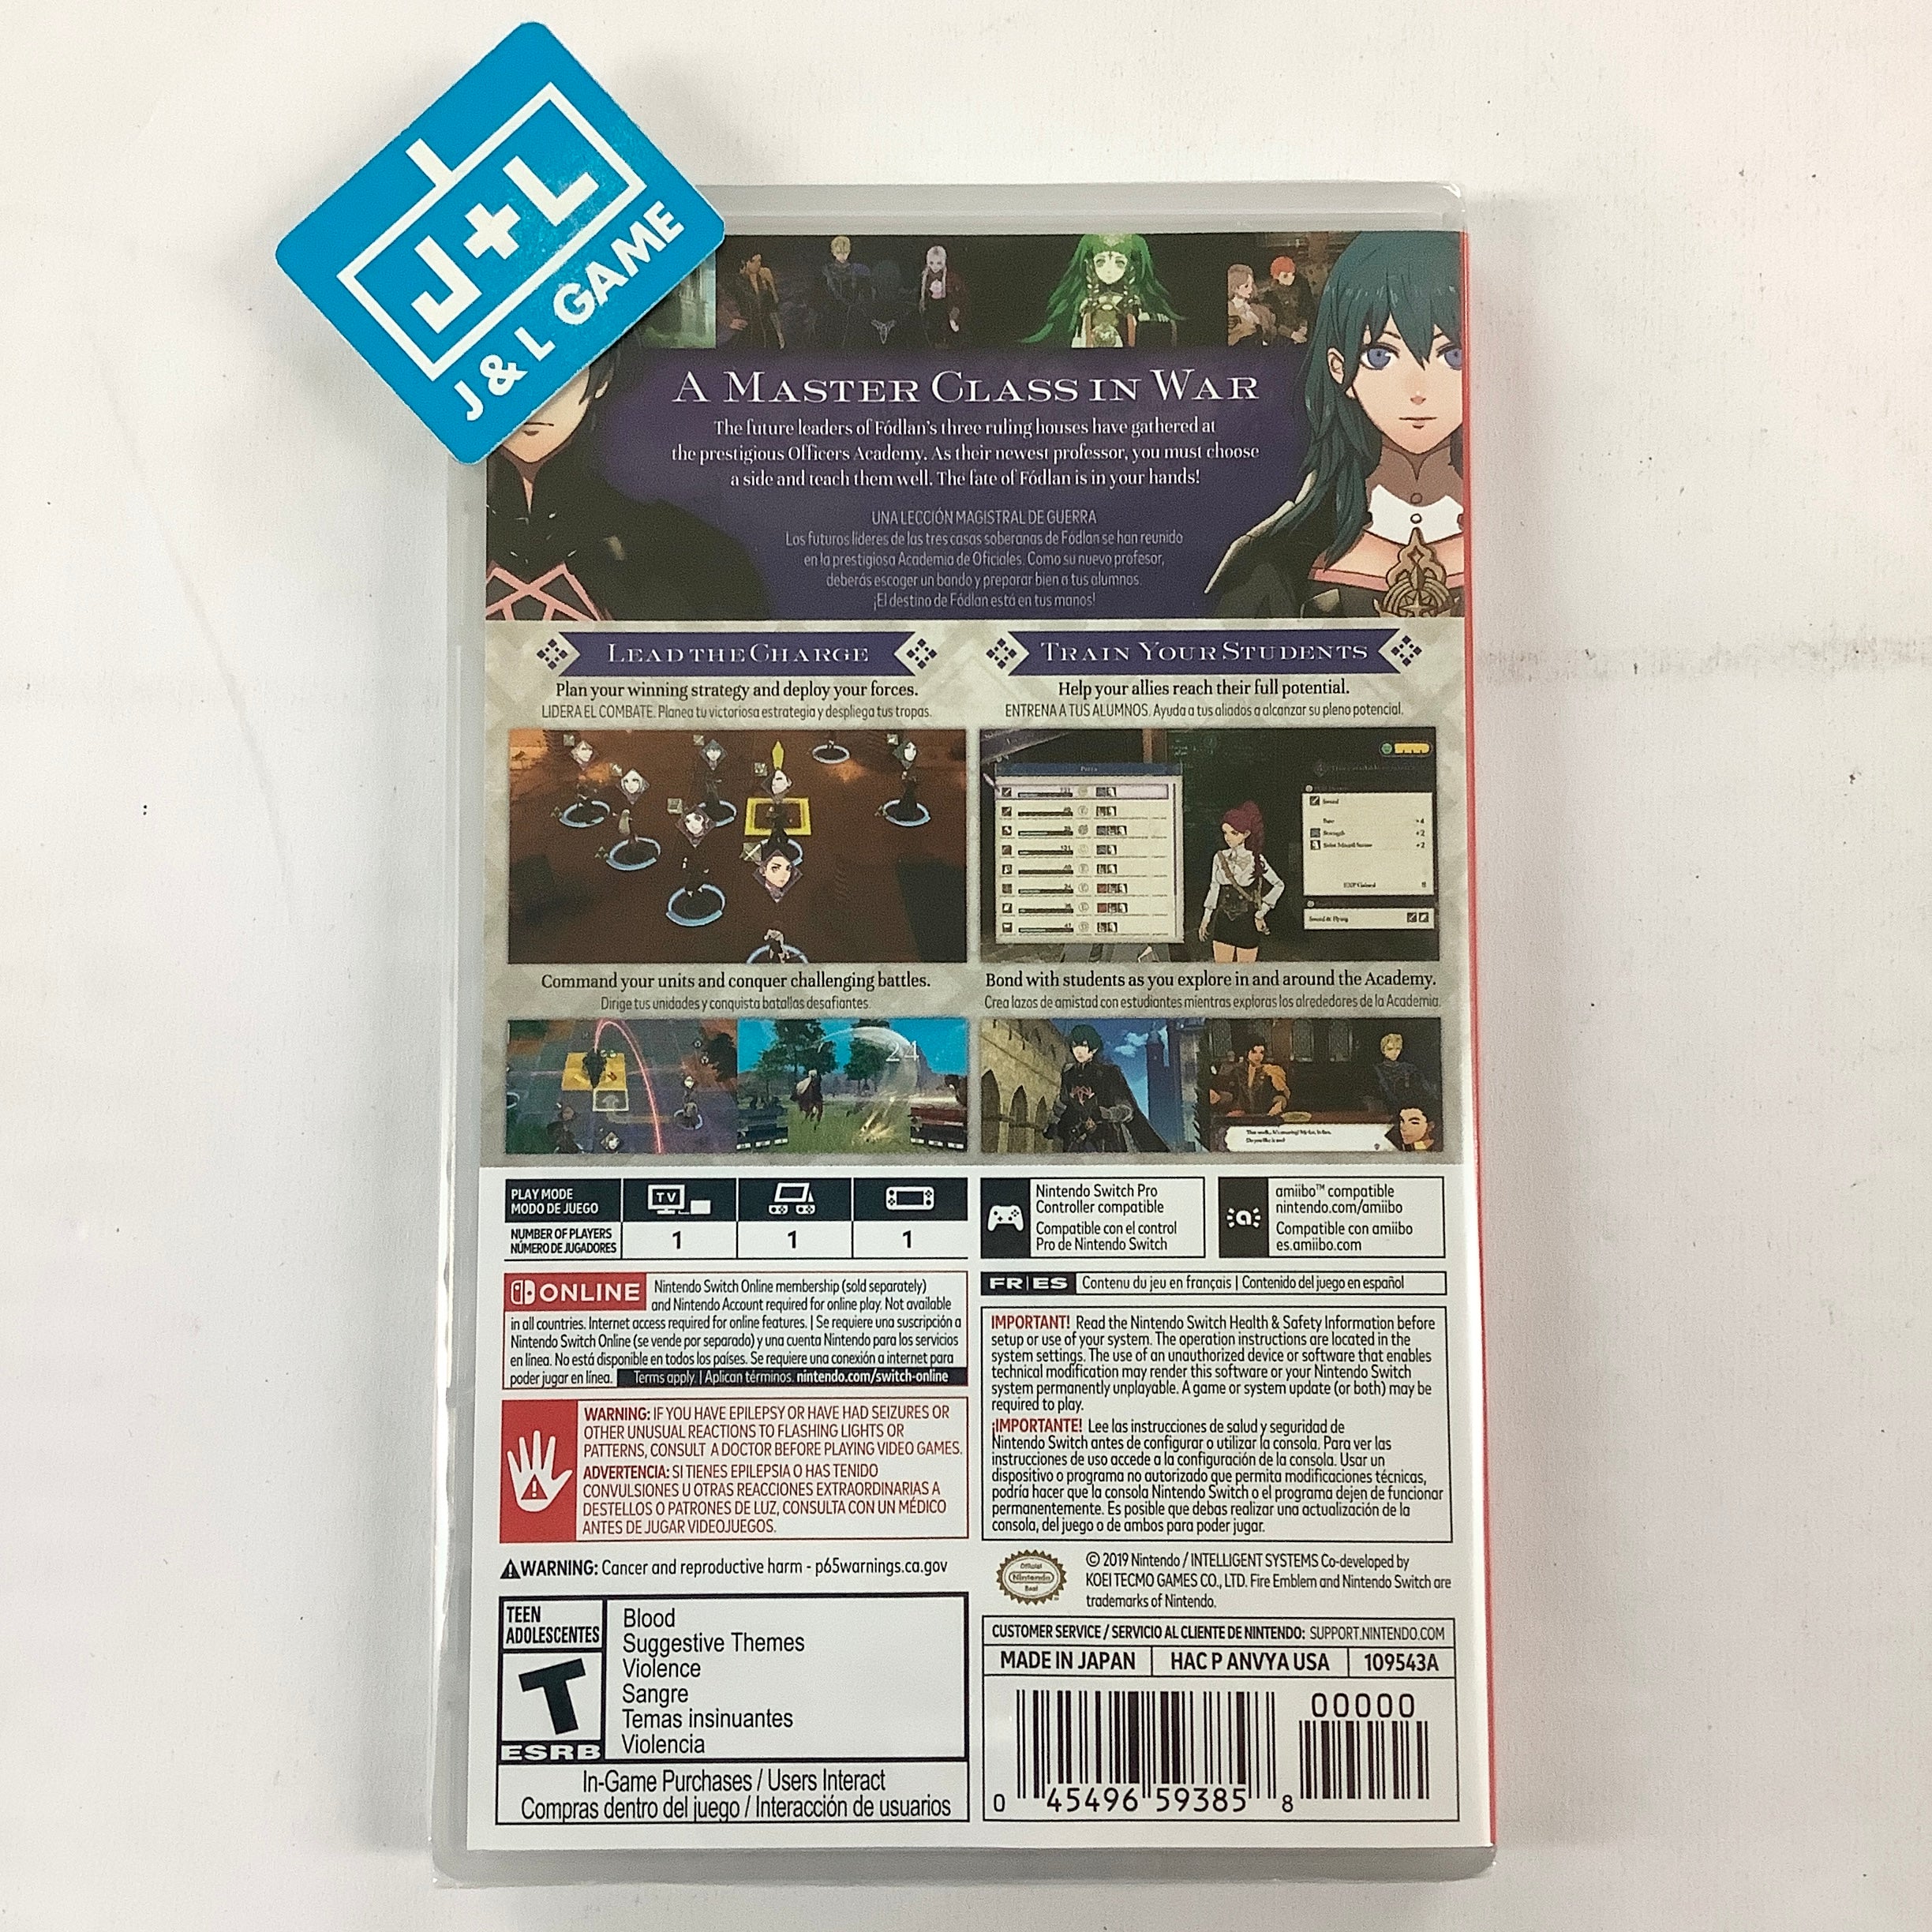 J+L
J & L GAME
A MASTER CLASS IN WAR
The future leaders of Fódlan's three ruling houses have gathered at
the prestigious Officers Academy. As their newest professor, you must choose
a side and teach them well. The fate of Fódlan is in your hands!
UNA LECCIÓN MAGISTRAL DE GUERRA
Los futuros líderes de las tres casas soberanas de Fódlan se han reunido
en la prestigiosa Academia de Oficiales. Como su nuevo profesor,
deberás escoger un bando y preparar bien a tus alumnos.
¡El destino de Fódlan está en tus manos!
LEAD THE CHARGE
Plan your winning strategy and deploy your forces.
LIDERA EL COMBATE. Planea tu victoriosa estrategia y despliega tus tropas.
Command your units and conquer challenging battles.
Dirige tus unidades y conquista batallas desafiantes.
24
TRAIN YOUR STUDENTS
Help your allies reach their full potential.
ENTRENA A TUS ALUMNOS. Ayuda a tus aliados a alcanzar su pleno potencial.
Sword
Strength +2
EXP Gained
Sword & Flying
Bond with students as you explore in and around the Academy.
Crea lazos de amistad con estudiantes mientras exploras los alrededores de la Academia.
PLAY MODE
MODO DE JUEGO
TV
NUMBER OF PLAYERS
NÚMERO DE JUGADORES
1 1 1
Nintendo Switch Pro
Controller compatible
Compatible con el control
Pro de Nintendo Switch
amiibo™ compatible
nintendo.com/amiibo
Compatible con amiibo
es.amiibo.com
ONLINE Nintendo Switch Online membership (sold separately)
and Nintendo Account required for online play. Not available
in all countries. Internet access required for online features. | Se requiere una suscripción a
Nintendo Switch Online (se vende por separado) y una cuenta Nintendo para los servicios
en línea. No está disponible en todos los países. Se requiere una conexión a internet para
poder jugar en línea. Terms apply. | Aplican términos. nintendo.com/switch-online
FR|ES Contenu du jeu en français | Contenido del juego en español
WARNING: IF YOU HAVE EPILEPSY OR HAVE HAD SEIZURES OR
OTHER UNUSUAL REACTIONS TO FLASHING LIGHTS OR
PATTERNS, CONSULT A DOCTOR BEFORE PLAYING VIDEO GAMES.
ADVERTENCIA: SI TIENES EPILEPSIA O HAS TENIDO
CONVULSIONES U OTRAS REACCIONES EXTRAORDINARIAS A
DESTELLOS O PATRONES DE LUZ, CONSULTA CON UN MÉDICO
ANTES DE JUGAR VIDEOJUEGOS.
IMPORTANT! Read the Nintendo Switch Health & Safety Information before
setup or use of your system. The operation instructions are located in the
system settings. The use of an unauthorized device or software that enables
technical modification may render this software or your Nintendo Switch
system permanently unplayable. A game or system update (or both) may be
required to play.
¡IMPORTANTE! Lee las instrucciones de salud y seguridad de
Nintendo Switch antes de configurar o utilizar la consola. Para ver las
instrucciones de uso accede a la configuración de la consola. Usar un
dispositivo o programa no autorizado que permita modificaciones técnicas,
podría hacer que la consola Nintendo Switch o el programa dejen de funcionar
permanentemente. Es posible que debas realizar una actualización de la
consola, del juego o de ambos para poder jugar.
WARNING: Cancer and reproductive harm - p65warnings.ca.gov
Official
Nintendo
Seal
© 2019 Nintendo / INTELLIGENT SYSTEMS Co-developed by
KOEI TECMO GAMES CO., LTD. Fire Emblem and Nintendo Switch are
trademarks of Nintendo.
TEEN
ADOLESCENTES
T
ESRB
Blood
Suggestive Themes
Violence
Sangre
Temas insinuantes
Violencia
In-Game Purchases / Users Interact
Compras dentro del juego / Interacción de usuarios
CUSTOMER SERVICE / SERVICIO AL CLIENTE DE NINTENDO: SUPPORT.NINTENDO.COM
MADE IN JAPAN HAC P ANVYA USA 109543A
00000
0 45496 59385 8